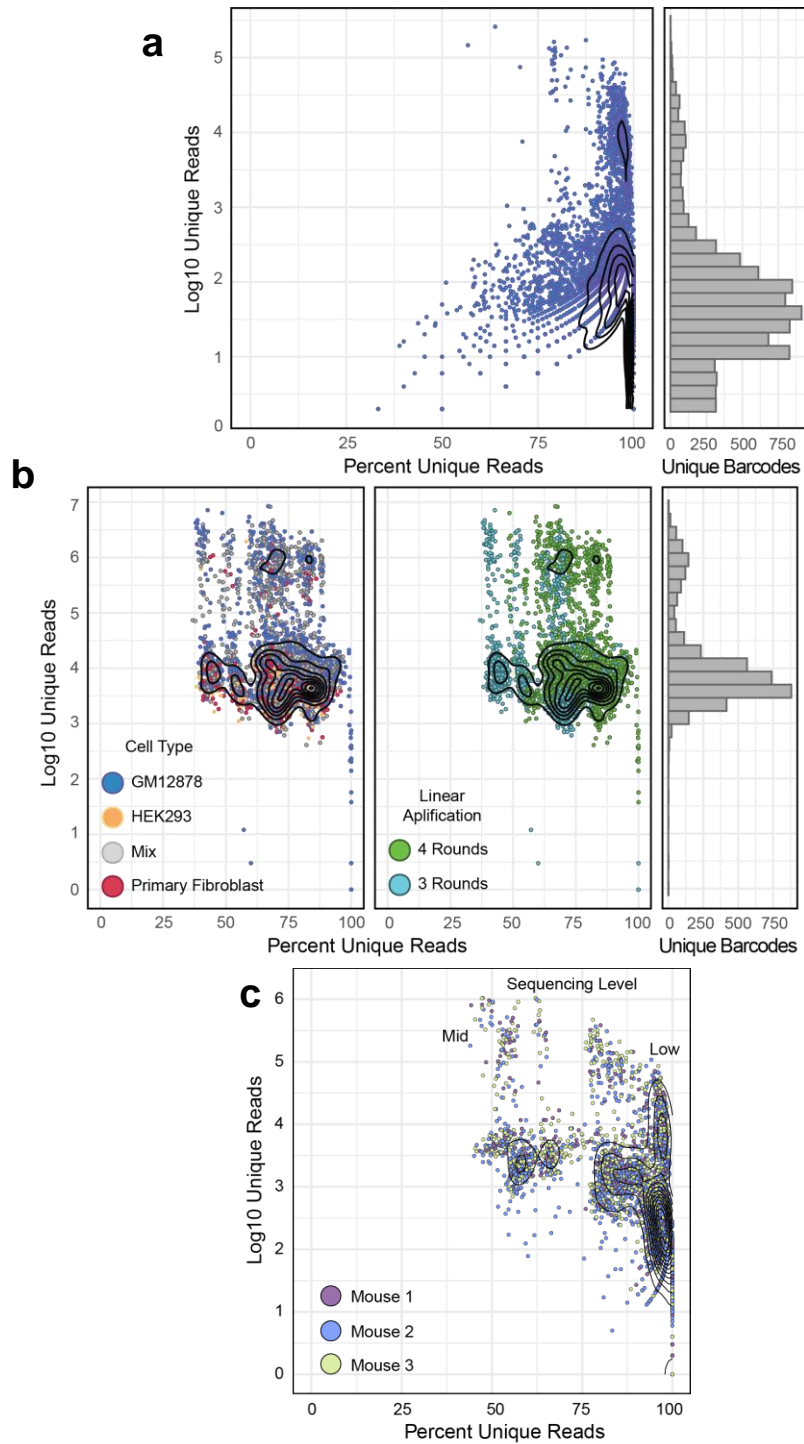 a
5
4
3
2
1
0
Log10 Unique Reads
0 25 50 75 100
Percent Unique Reads
0 250 500 750
Unique Barcodes
b
7
6
5
4
3
2
1
0
Log10 Unique Reads
Cell Type
GM12878
HEK293
Mix
Primary Fibroblast
Linear
Aplification
4 Rounds
3 Rounds
0 25 50 75 100
0 25 50 75 100
0 250 500 750
Percent Unique Reads
Percent Unique Reads
Unique Barcodes
c
Sequencing Level
Mid
Low
6
5
4
3
2
1
0
Log10 Unique Reads
Mouse 1
Mouse 2
Mouse 3
0 25 50 75 100
Percent Unique Reads